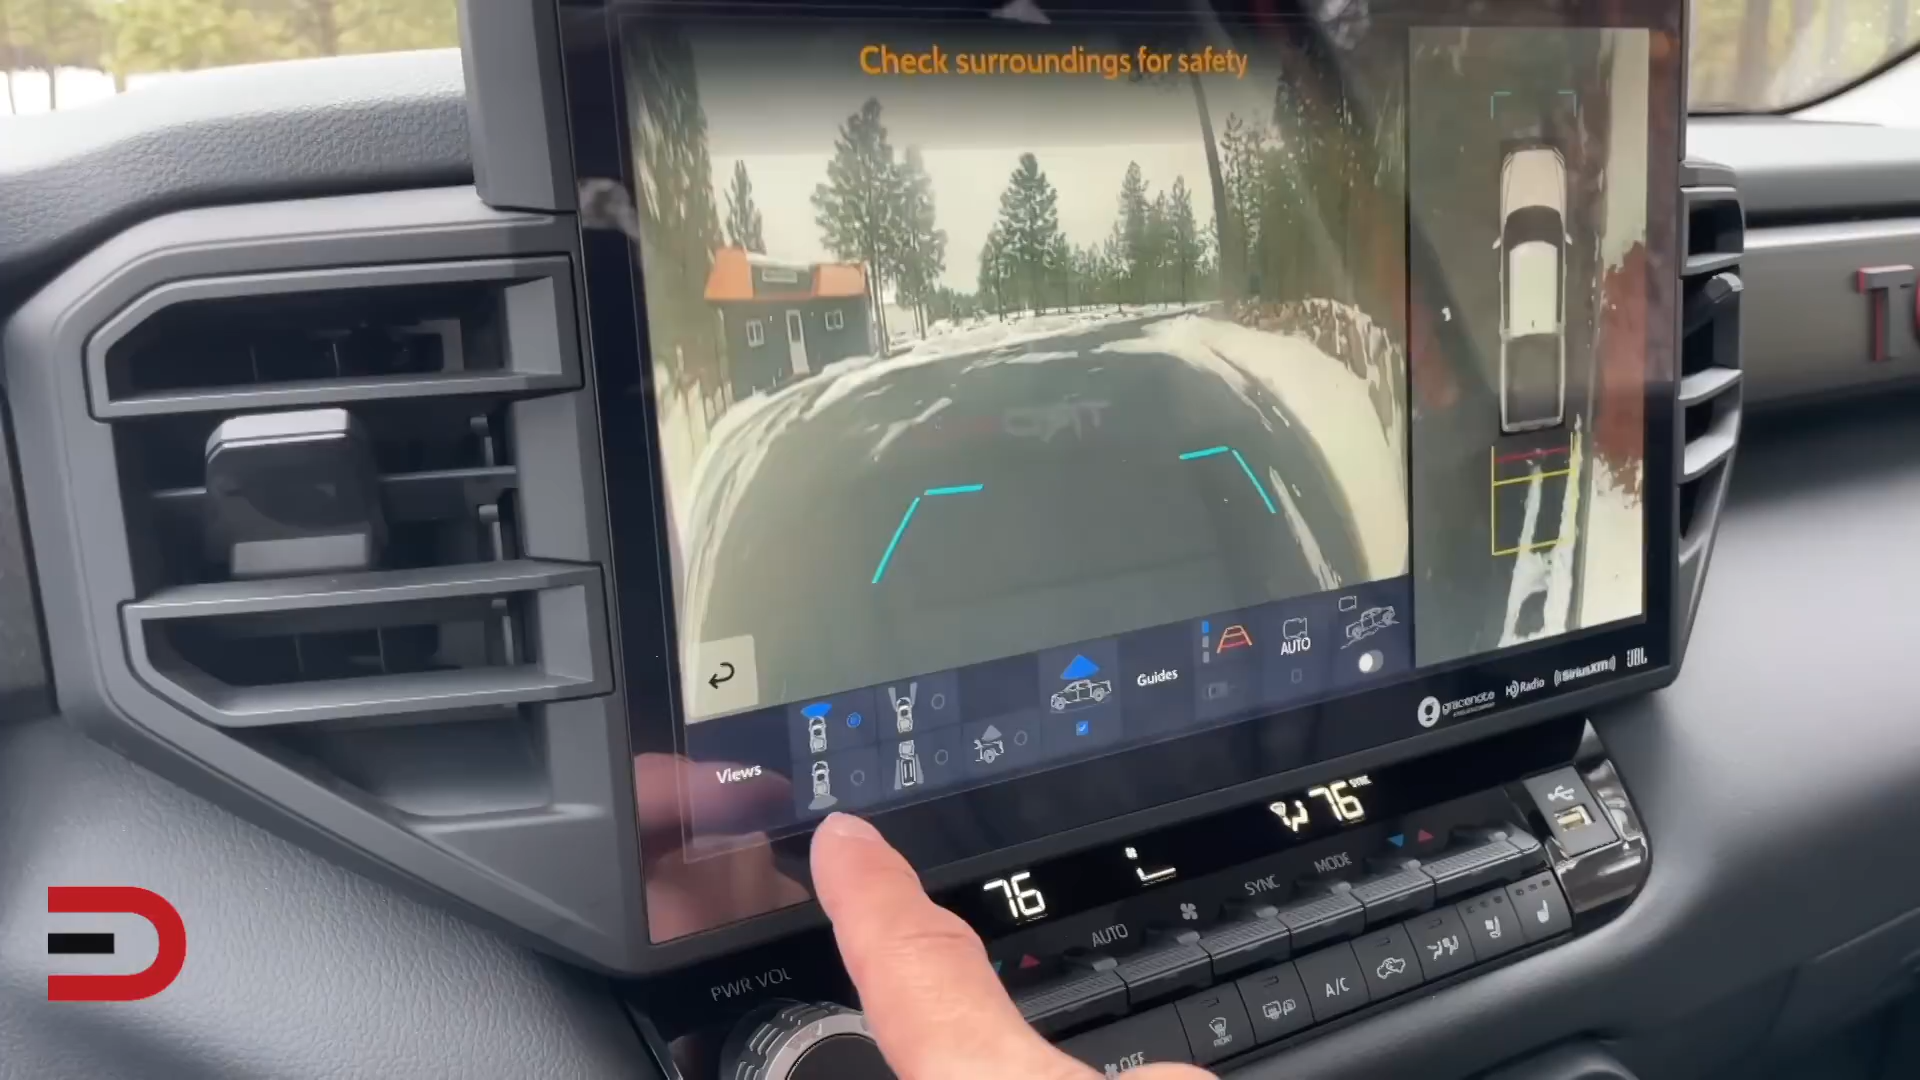 Check surroundings for safety
Views
Guides
AUTO
gracenote
HD Radio
SiriusXM
JBL
76
76
SYNC
MODE
SYNC
AUTO
PWR VOL
A/C
FRONT
OFF